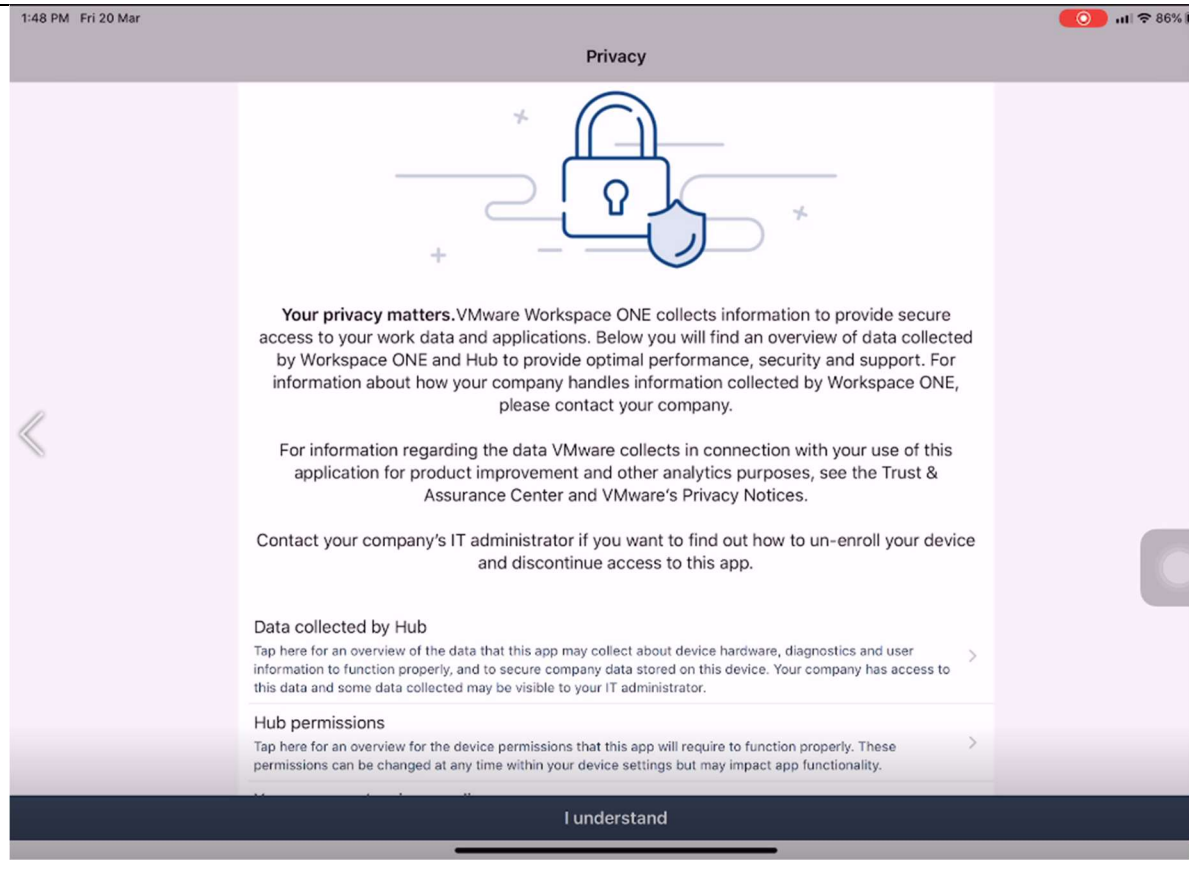 1:48 PM Fri 20 Mar
86%
Privacy
Your privacy matters.VMware Workspace ONE collects information to provide secure
access to your work data and applications. Below you will find an overview of data collected
by Workspace ONE and Hub to provide optimal performance, security and support. For
information about how your company handles information collected by Workspace ONE,
please contact your company.
For information regarding the data VMware collects in connection with your use of this
application for product improvement and other analytics purposes, see the Trust &
Assurance Center and VMware's Privacy Notices.
Contact your company's IT administrator if you want to find out how to un-enroll your device
and discontinue access to this app.
Data collected by Hub
Tap here for an overview of the data that this app may collect about device hardware, diagnostics and user
information to function properly, and to secure company data stored on this device. Your company has access to
this data and some data collected may be visible to your IT administrator.
Hub permissions
Tap here for an overview for the device permissions that this app will require to function properly. These
permissions can be changed at any time within your device settings but may impact app functionality.
I understand